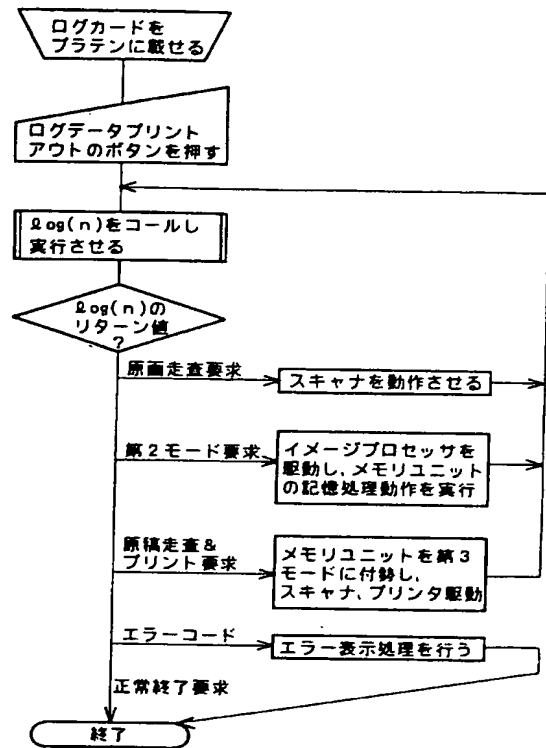 ログカードを
プラテンに載せる
ログデータプリント
アウトのボタンを押す
ℓog(n)をコールし
実行させる
ℓog(n)の
リターン値
?
原画走査要求
スキャナを動作させる
第2モード要求
イメージプロセッサを
駆動し、メモリユニット
の記憶処理動作を実行
原稿走査&
プリント要求
メモリユニットを第3
モードに付勢し、
スキャナ、プリンタ駆動
エラーコード
エラー表示処理を行う
正常終了要求
終了